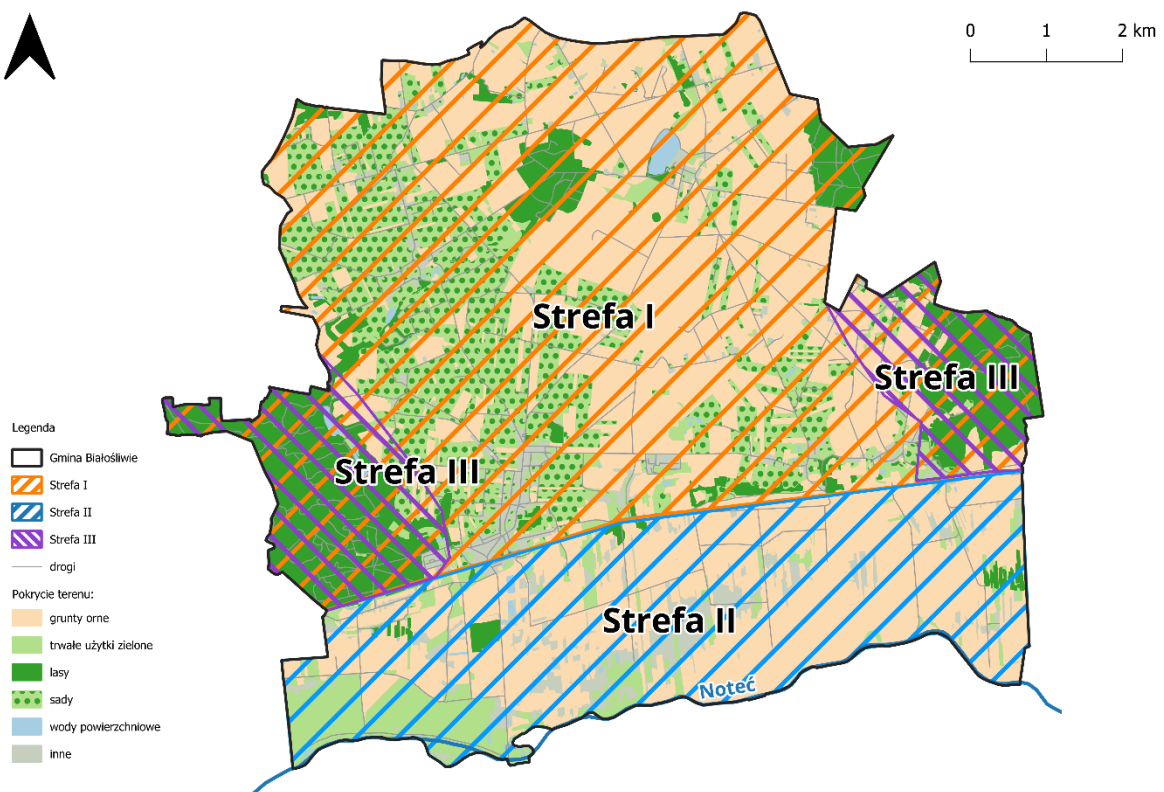 0 1 2 km
Strefa I
Strefa III
Strefa III
Strefa II
Noteć
Legenda
Gmina Białośliwie
Strefa I
Strefa II
Strefa III
drogi
Pokrycie terenu:
grunty orne
trwałe użytki zielone
lasy
sady
wody powierzchniowe
inne